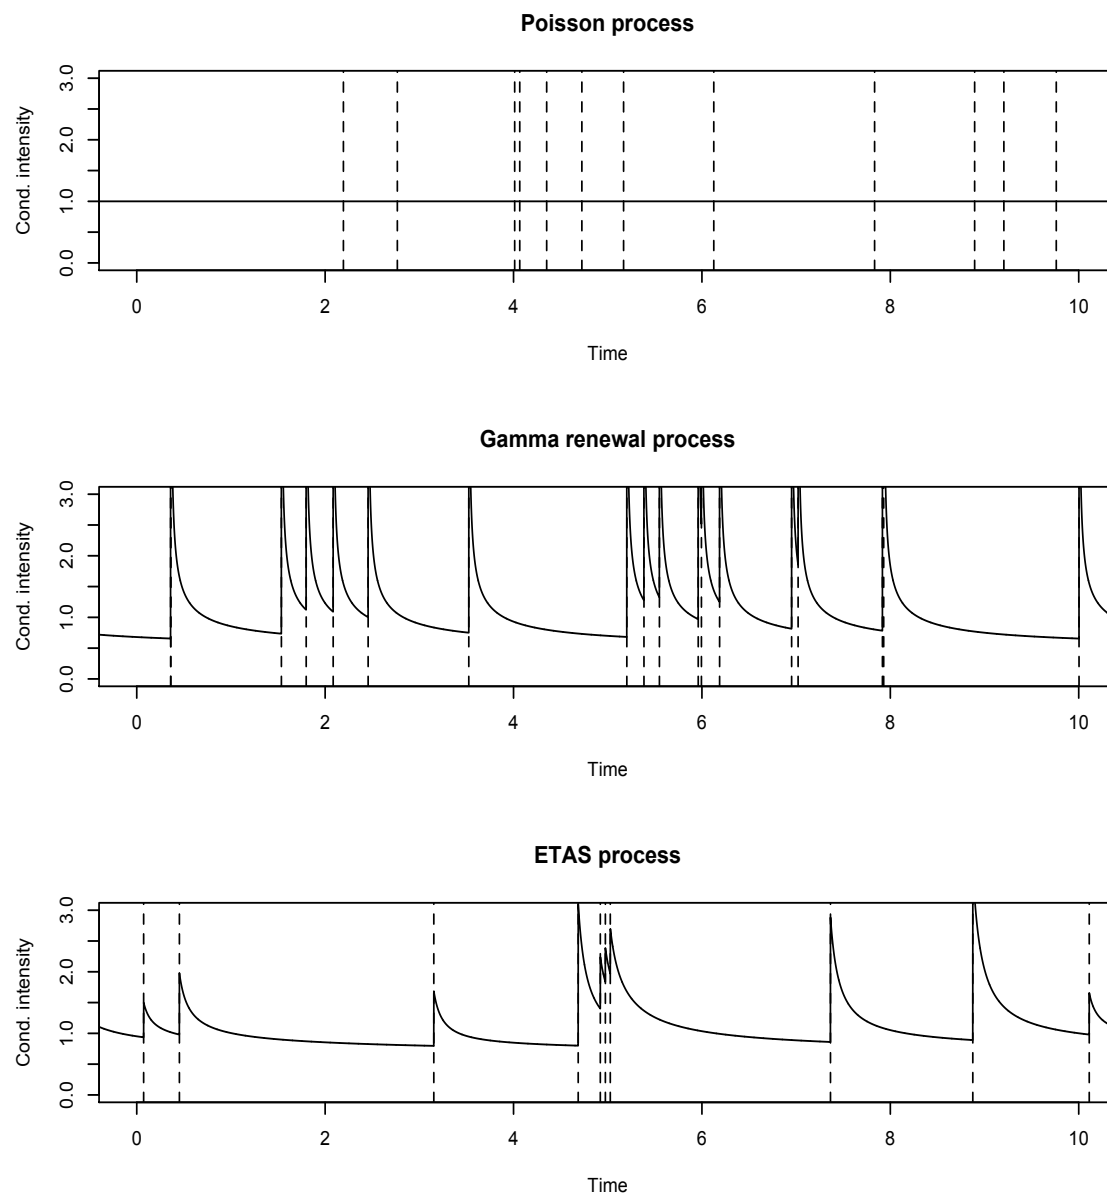 Poisson process
Cond. intensity
3.0
2.0
1.0
0.0
0 2 4 6 8 10
Time
Gamma renewal process
Cond. intensity
3.0
2.0
1.0
0.0
0 2 4 6 8 10
Time
ETAS process
Cond. intensity
3.0
2.0
1.0
0.0
0 2 4 6 8 10
Time